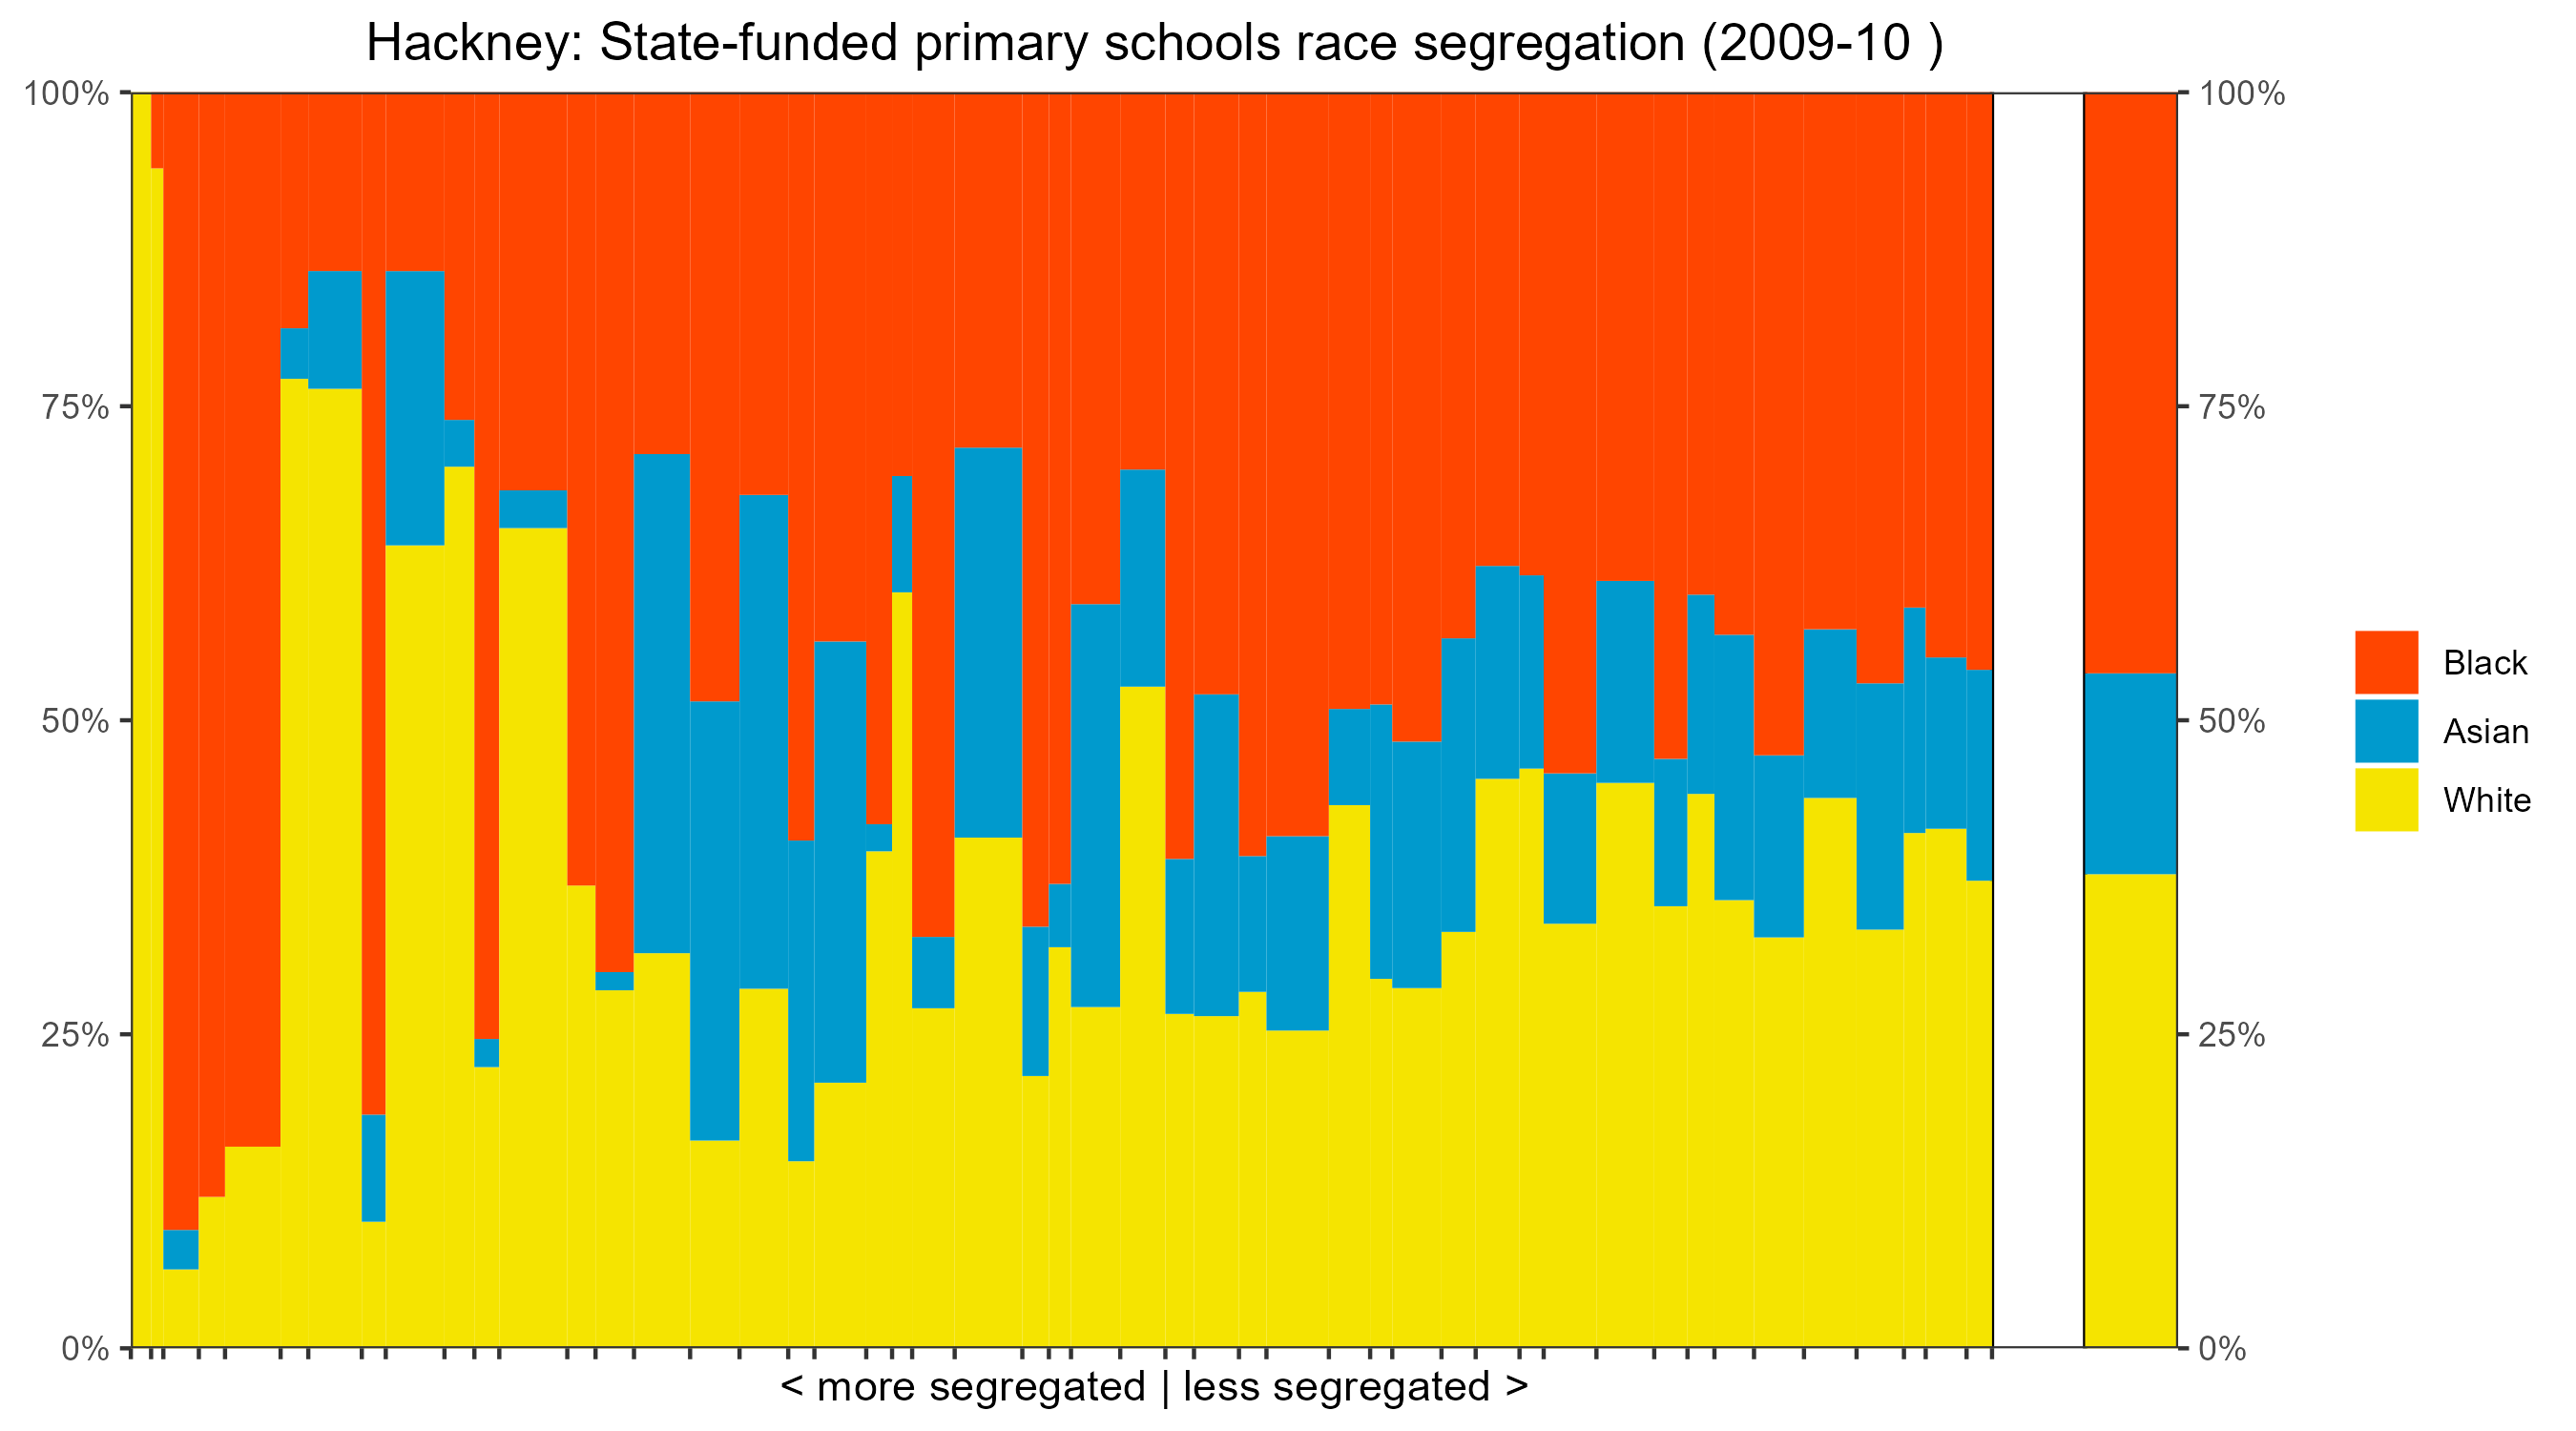 Hackney: State-funded primary schools race segregation (2009-10 )
100%
75%
50%
25%
0%
100%
75%
50%
25%
0%
Black
Asian
White
< more segregated | less segregated >